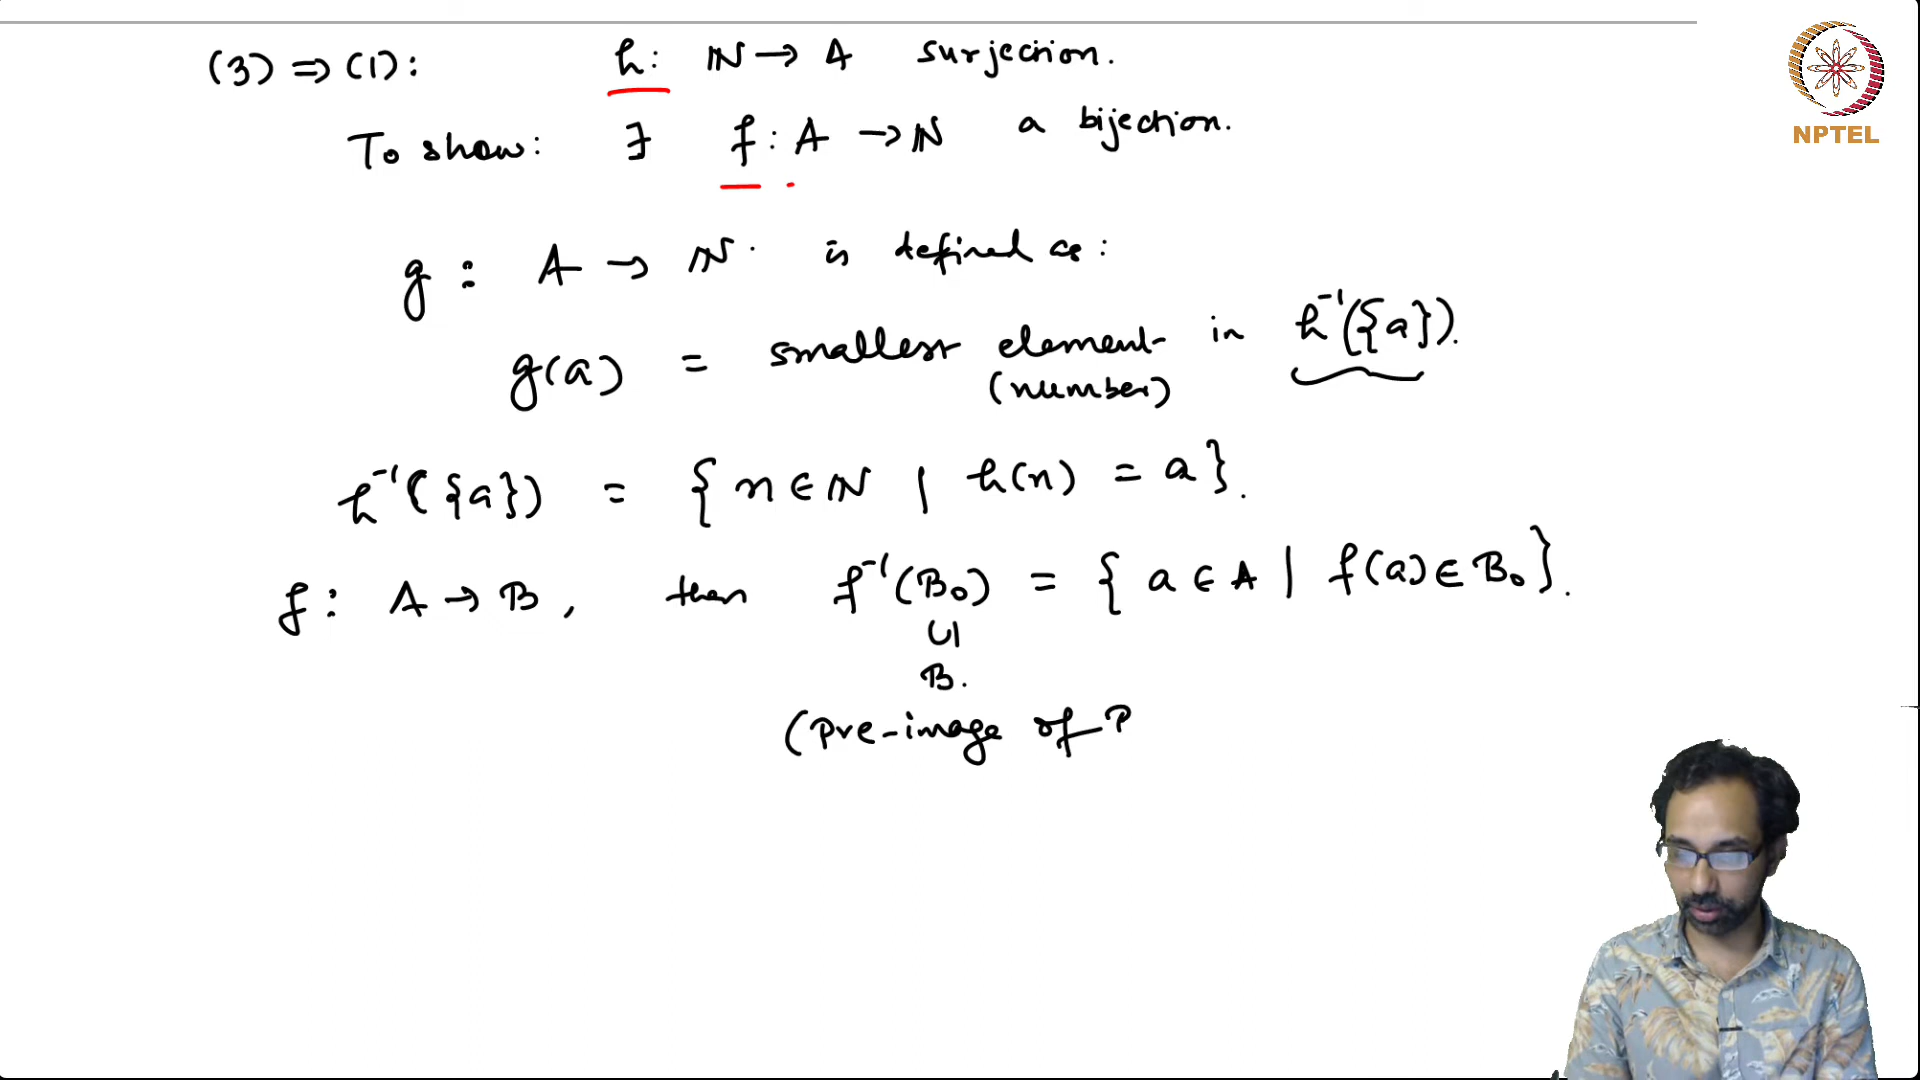 (3) ⇒ (1): h: ℕ → A surjection.
NPTEL
To show: ∃ f: A → ℕ a bijection.
g : A → ℕ. is defined as:
g(a) = smallest element in h⁻¹({a}).
(number)
h⁻¹({a}) = { n ∈ ℕ | h(n) = a }.
f: A → B, then f⁻¹(B₀) = { a ∈ A | f(a) ∈ B₀ }.
⊆
B.
(Pre-image of